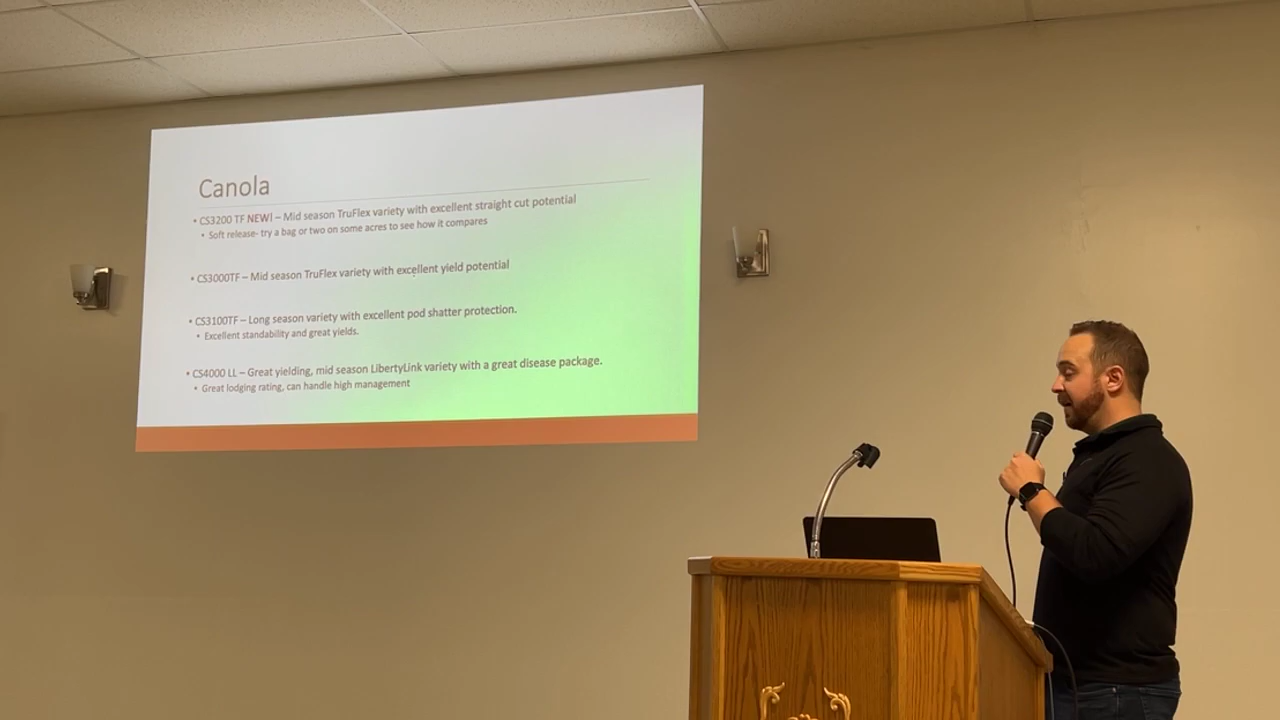 Canola
• CS3200 TF NEW! – Mid season TruFlex variety with excellent straight cut potential
• Soft release- try a bag or two on some acres to see how it compares
• CS3000TF – Mid season TruFlex variety with excellent yield potential
• CS3100TF – Long season variety with excellent pod shatter protection.
• Excellent standability and great yields.
• CS4000 LL – Great yielding, mid season LibertyLink variety with a great disease package.
• Great lodging rating, can handle high management